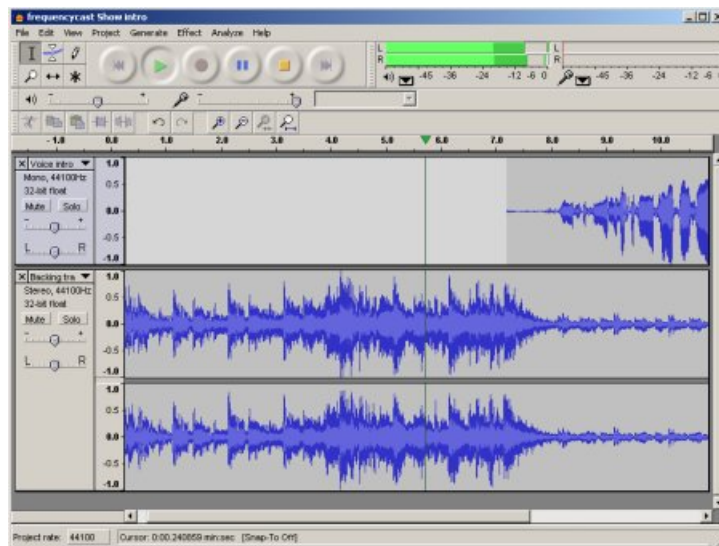 frequencycast Show intro
File Edit View Project Generate Effect Analyze Help
L
R
-45 -36 -24 -12 -6 0
L
R
-45 -36 -24 -12 -6
- 1.0 0.0 1.0 2.0 3.0 4.0 5.0 6.0 7.0 8.0 9.0 10.0
X Voice intro
Mono, 44100Hz
32-bit float
Mute Solo
- +
L R
1.0
0.5
0.0
-0.5
-1.0
X Backing tra
Stereo, 44100Hz
32-bit float
Mute Solo
- +
L R
1.0
0.5
0.0
-0.5
-1.0
1.0
0.5
0.0
-0.5
-1.0
Project rate: 44100 Cursor: 0:00.240859 min:sec [Snap-To Off]